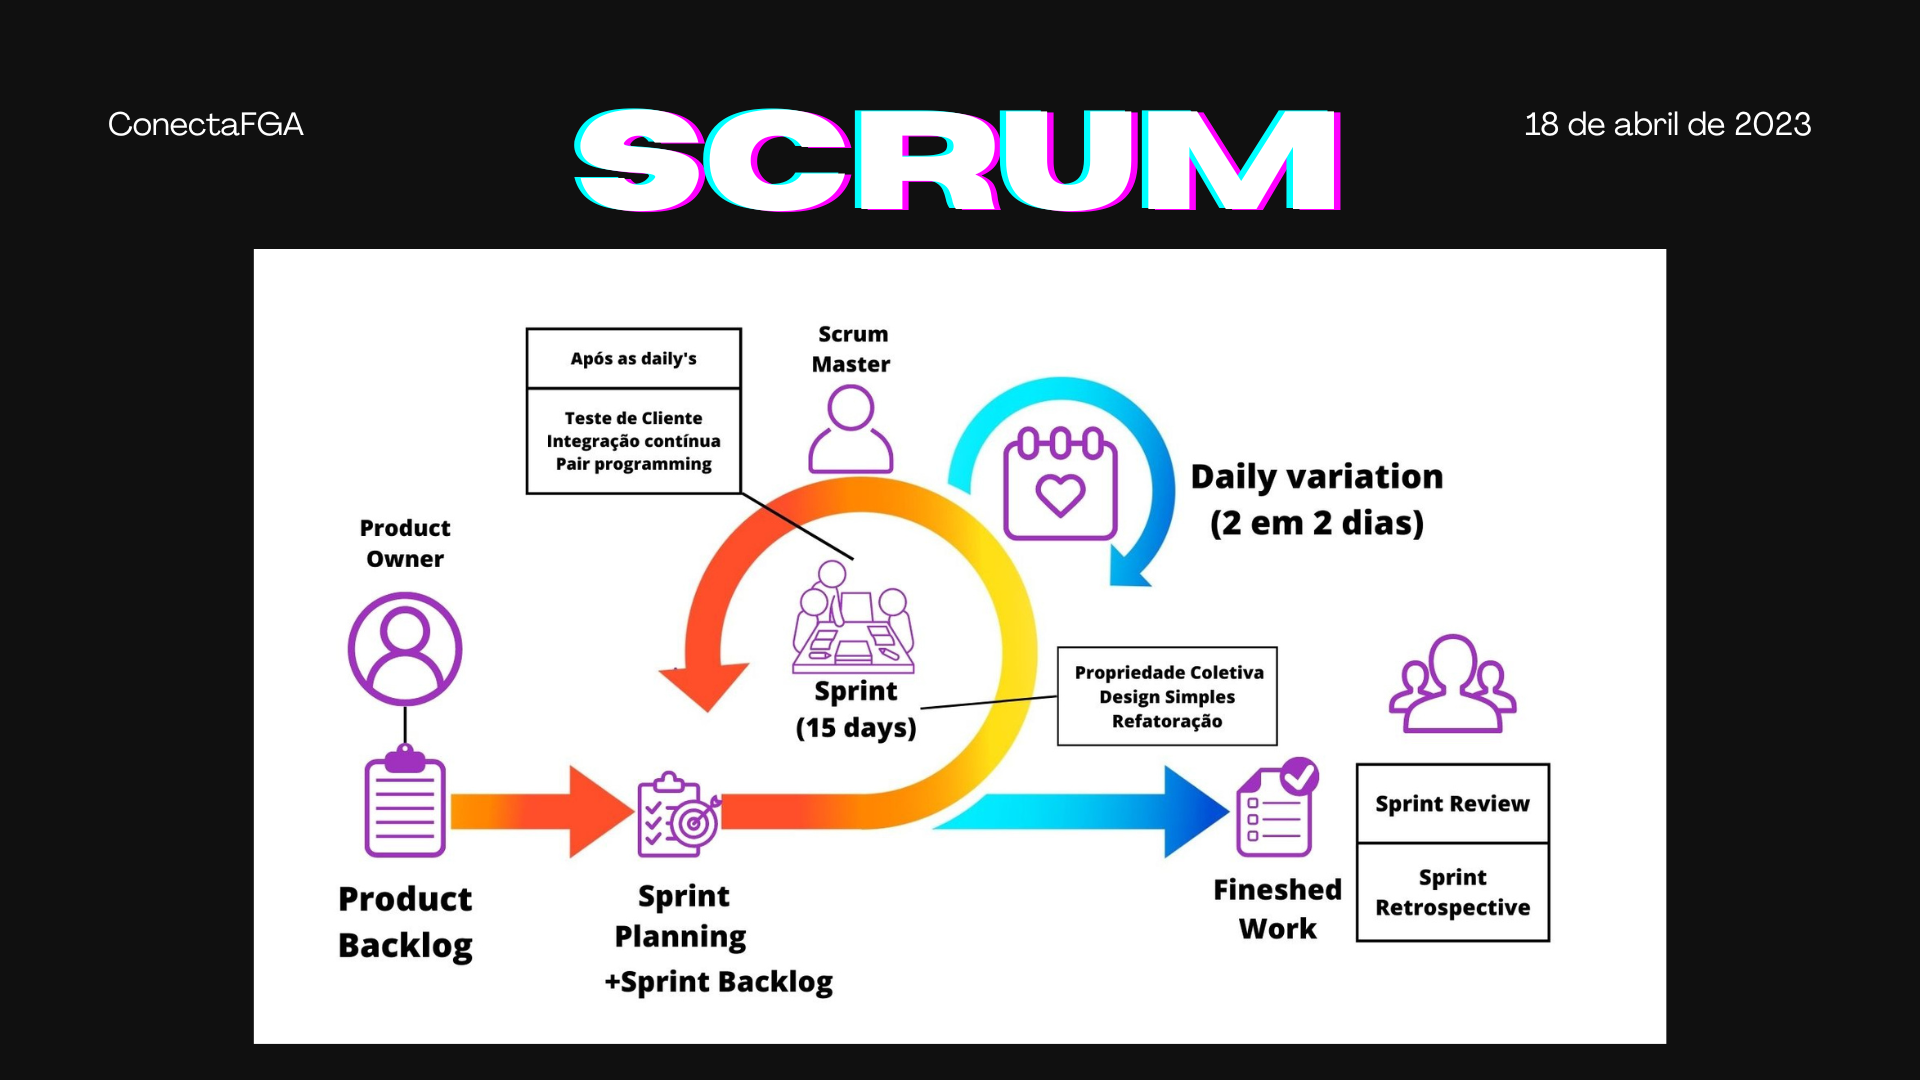 ConectaFGA
SCRUM
18 de abril de 2023
Após as daily's
Teste de Cliente
Integração contínua
Pair programming
Scrum
Master
Daily variation
(2 em 2 dias)
Product
Owner
Sprint
(15 days)
Propriedade Coletiva
Design Simples
Refatoração
Product
Backlog
Sprint
Planning
+Sprint Backlog
Fineshed
Work
Sprint Review
Sprint
Retrospective